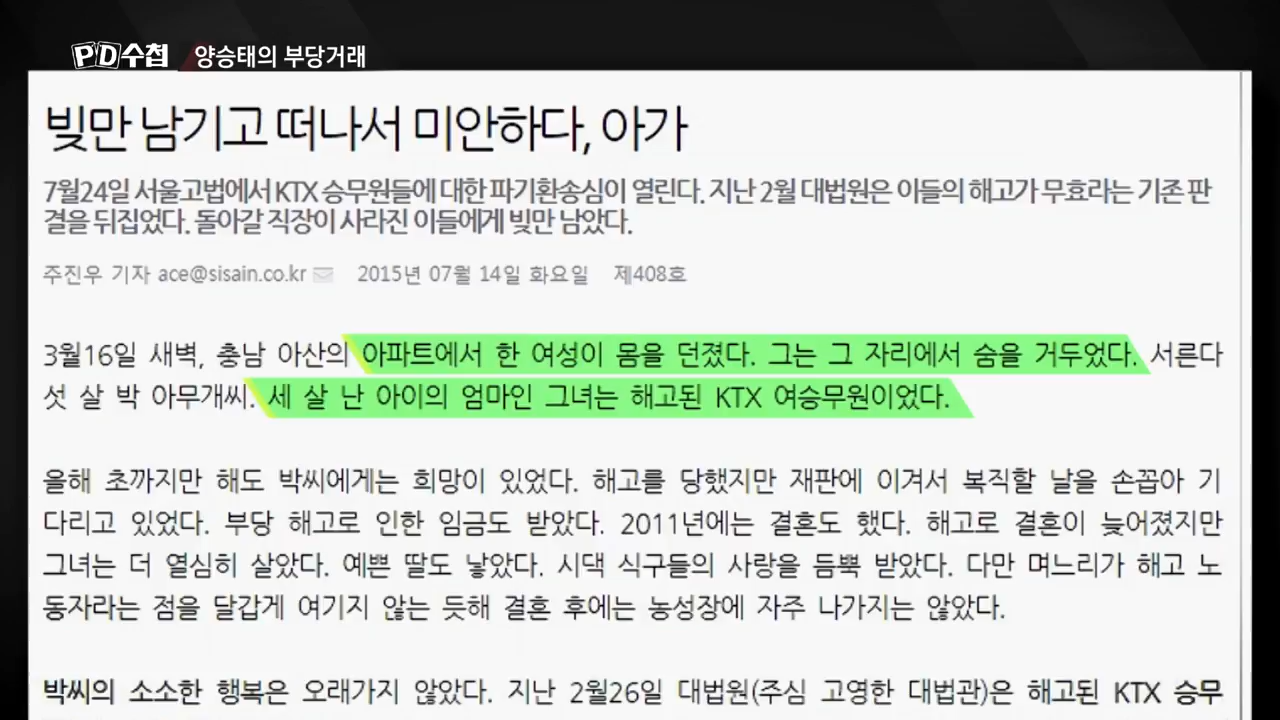 PD수첩 양승태의 부당거래
빚만 남기고 떠나서 미안하다, 아가
7월24일 서울고법에서 KTX 승무원들에 대한 파기환송심이 열린다. 지난 2월 대법원은 이들의 해고가 무효라는 기존 판
결을 뒤집었다. 돌아갈 직장이 사라진 이들에게 빚만 남았다.
주진우 기자 ace@sisain.co.kr 2015년 07월 14일 화요일 제408호
3월16일 새벽, 충남 아산의 아파트에서 한 여성이 몸을 던졌다. 그는 그 자리에서 숨을 거두었다. 서른다
섯 살 박 아무개씨. 세 살 난 아이의 엄마인 그녀는 해고된 KTX 여승무원이었다.
올해 초까지만 해도 박씨에게는 희망이 있었다. 해고를 당했지만 재판에 이겨서 복직할 날을 손꼽아 기
다리고 있었다. 부당 해고로 인한 임금도 받았다. 2011년에는 결혼도 했다. 해고로 결혼이 늦어졌지만
그녀는 더 열심히 살았다. 예쁜 딸도 낳았다. 시댁 식구들의 사랑을 듬뿍 받았다. 다만 며느리가 해고 노
동자라는 점을 달갑게 여기지 않는 듯해 결혼 후에는 농성장에 자주 나가지는 않았다.
박씨의 소소한 행복은 오래가지 않았다. 지난 2월26일 대법원(주심 고영한 대법관)은 해고된 KTX 승무